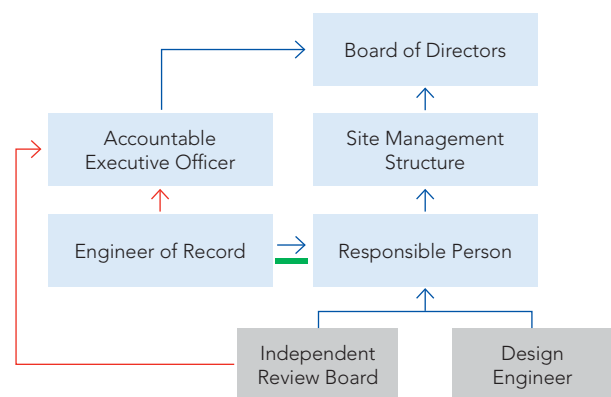 Board of Directors
Accountable
Executive Officer
Site Management
Structure
Engineer of Record
Responsible Person
Independent
Review Board
Design
Engineer